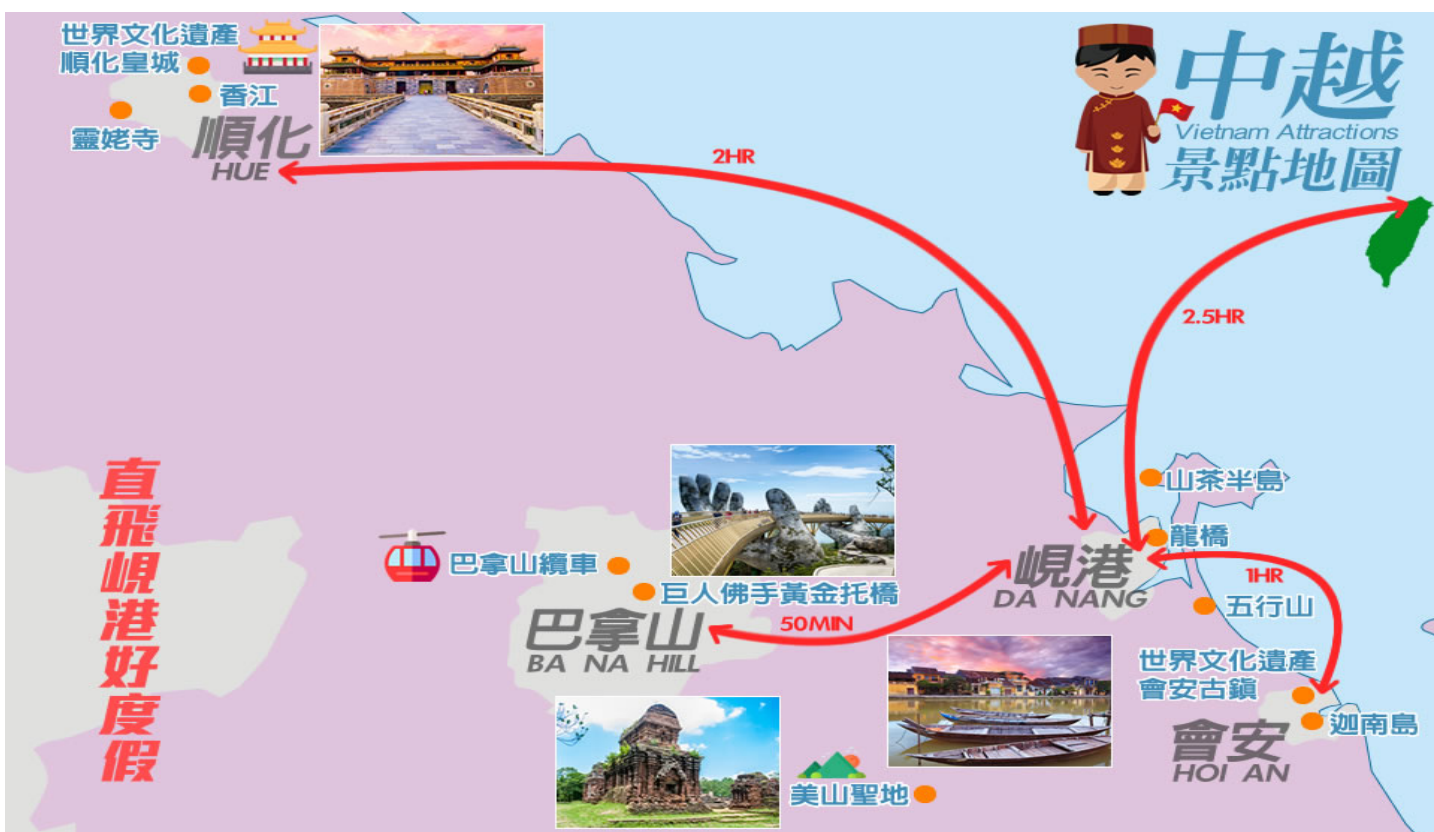 世界文化遺產
順化皇城
香江
靈姥寺
順化
HUE
2HR
中越
Vietnam Attractions
景點地圖
2.5HR
直飛峴港好度假
山茶半島
龍橋
峴港
DA NANG
1HR
五行山
巴拿山纜車
巨人佛手黃金托橋
巴拿山
BA NA HILL
50MIN
世界文化遺產
會安古鎮
迦南島
會安
HOI AN
美山聖地